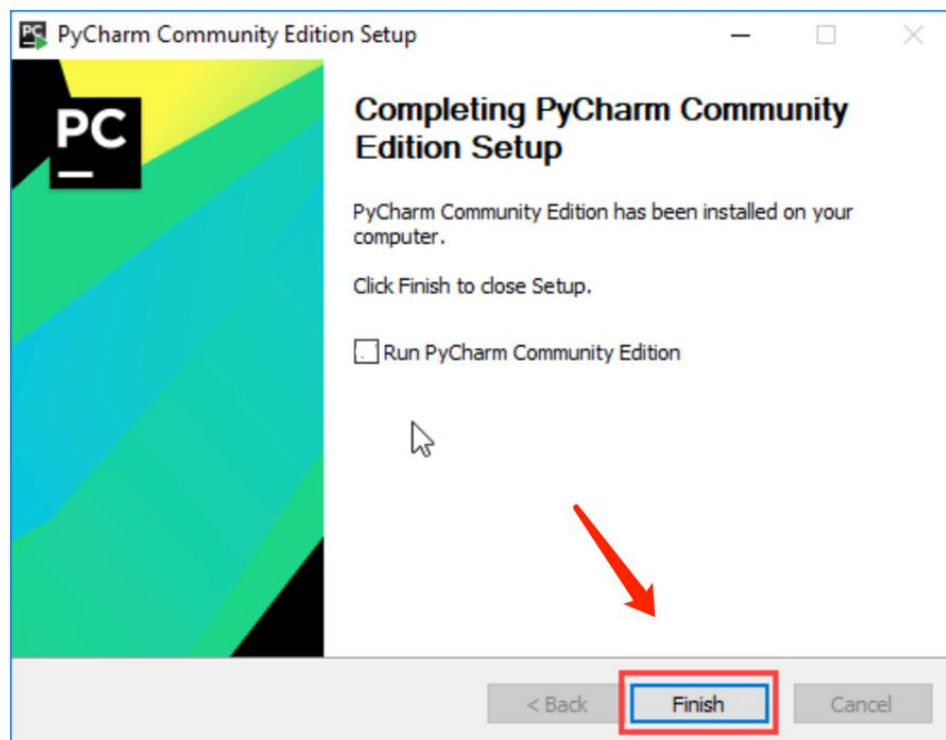 PyCharm Community Edition Setup
PC
Completing PyCharm Community
Edition Setup
PyCharm Community Edition has been installed on your
computer.
Click Finish to close Setup.
Run PyCharm Community Edition
< Back
Finish
Cancel